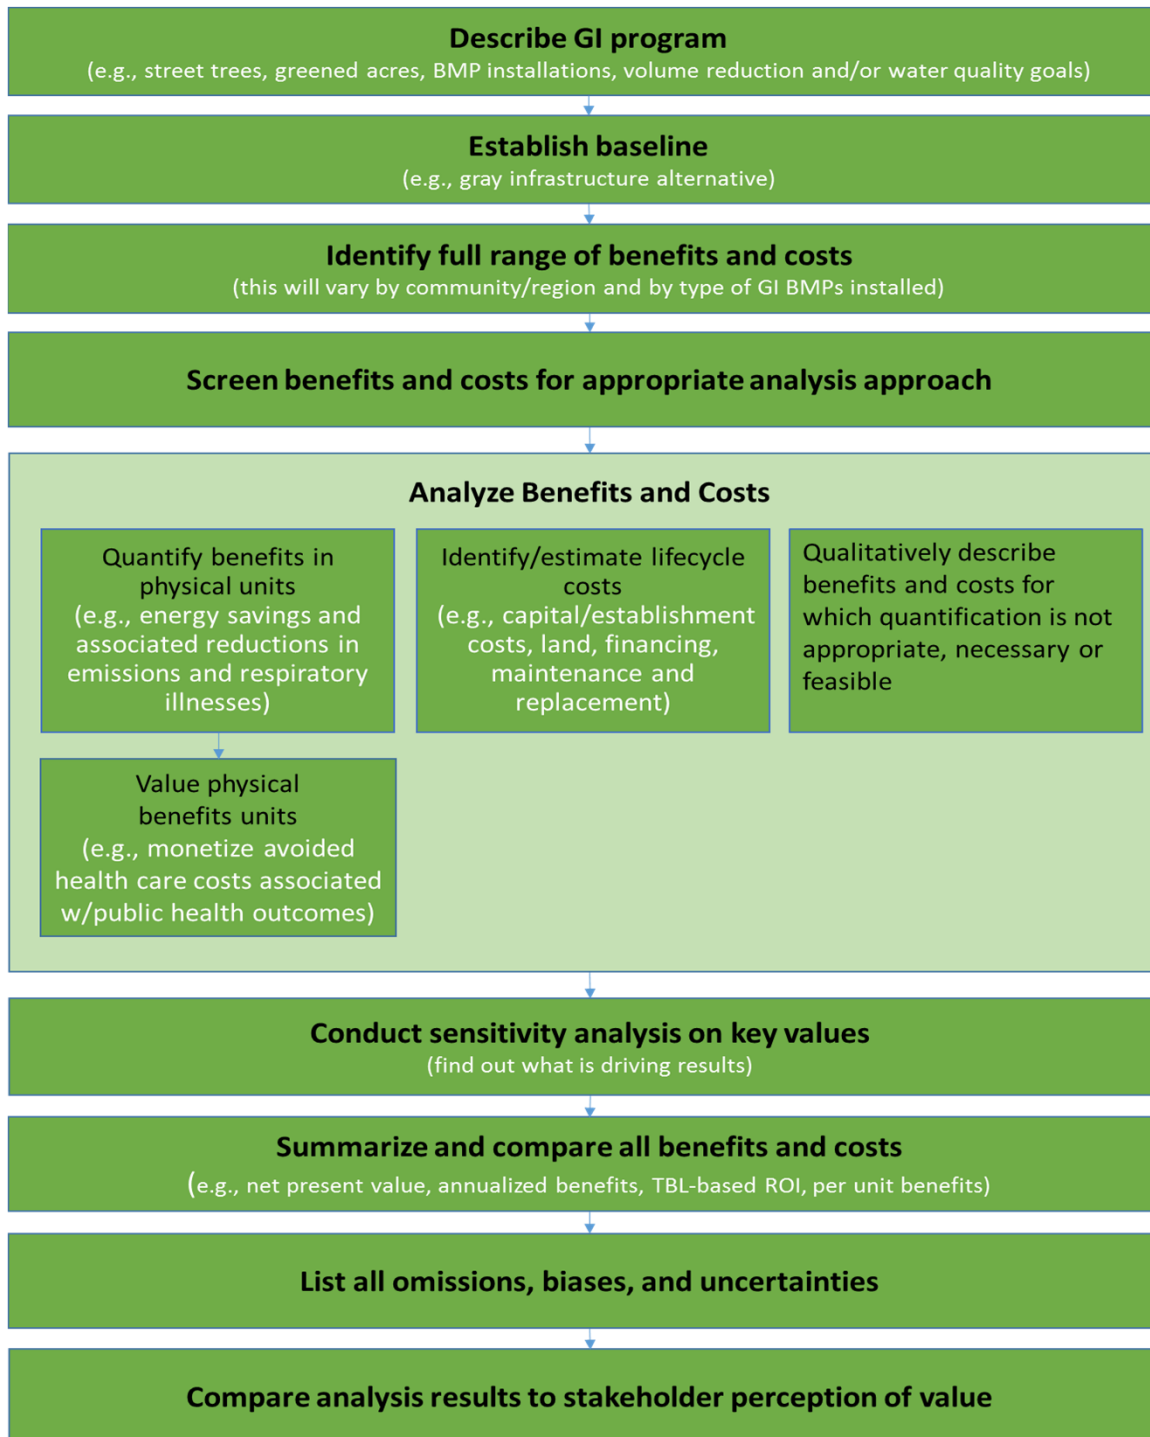 Describe GI program
(e.g., street trees, greened acres, BMP installations, volume reduction and/or water quality goals)
Establish baseline
(e.g., gray infrastructure alternative)
Identify full range of benefits and costs
(this will vary by community/region and by type of GI BMPs installed)
Screen benefits and costs for appropriate analysis approach
Analyze Benefits and Costs
Quantify benefits in
physical units
(e.g., energy savings and
associated reductions in
emissions and respiratory
illnesses)
Value physical
benefits units
(e.g., monetize avoided
health care costs associated
w/public health outcomes)
Identify/estimate lifecycle
costs
(e.g., capital/establishment
costs, land, financing,
maintenance and
replacement)
Qualitatively describe
benefits and costs for
which quantification is not
appropriate, necessary or
feasible
Conduct sensitivity analysis on key values
(find out what is driving results)
Summarize and compare all benefits and costs
(e.g., net present value, annualized benefits, TBL-based ROI, per unit benefits)
List all omissions, biases, and uncertainties
Compare analysis results to stakeholder perception of value